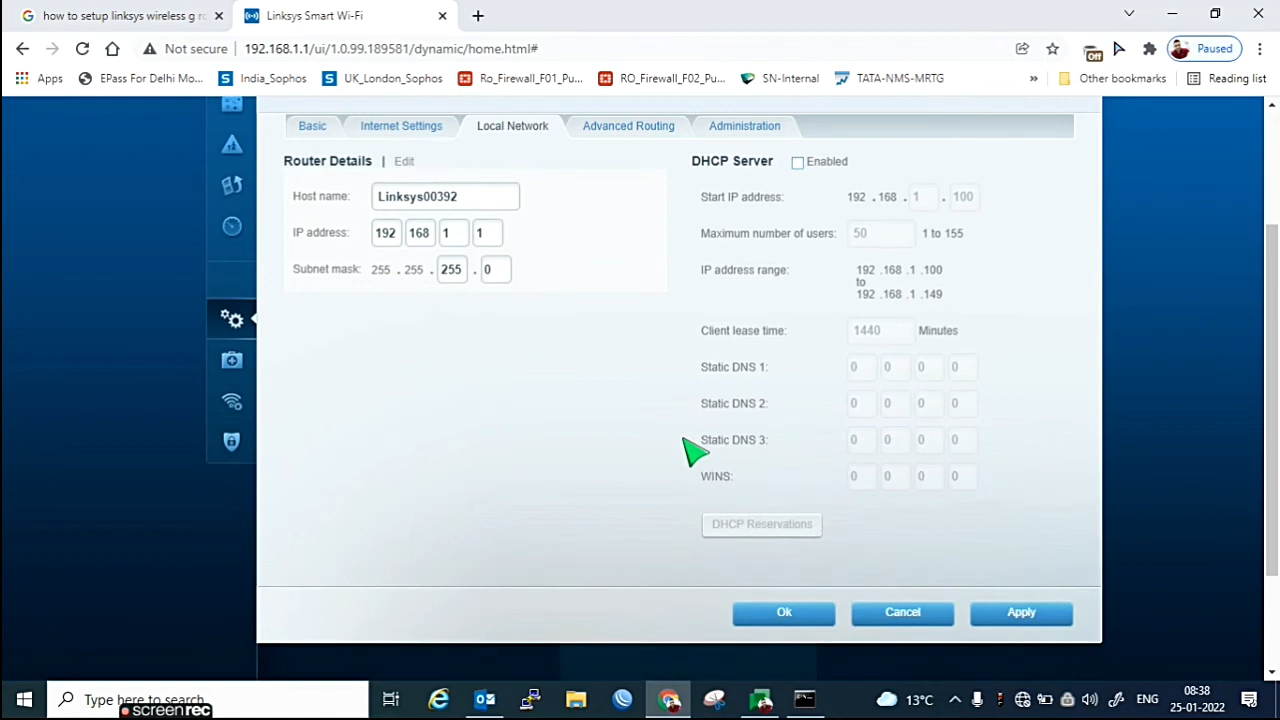 how to setup linksys wireless g ro
Linksys Smart Wi-Fi
Not secure
192.168.1.1/ui/1.0.99.189581/dynamic/home.html#
Off
Paused
Apps
EPass For Delhi Mo...
India_Sophos
UK_London_Sophos
Ro_Firewall_F01_Pu...
RO_Firewall_F02_Pu...
SN-Internal
TATA-NMS-MRTG
»
Other bookmarks
Reading list
Basic
Internet Settings
Local Network
Advanced Routing
Administration
Router Details | Edit
Host name: Linksys00392
IP address: 192 168 1 1
Subnet mask: 255 . 255 . 255 . 0
DHCP Server Enabled
Start IP address: 192 . 168 . 1 . 100
Maximum number of users: 50 1 to 155
IP address range: 192 .168 .1 .100
to
192 .168 .1 .149
Client lease time: 1440 Minutes
Static DNS 1: 0 0 0 0
Static DNS 2: 0 0 0 0
Static DNS 3: 0 0 0 0
WINS: 0 0 0 0
DHCP Reservations
Ok
Cancel
Apply
Type here to search
screenrec
13°C
ENG
08:38
25-01-2022